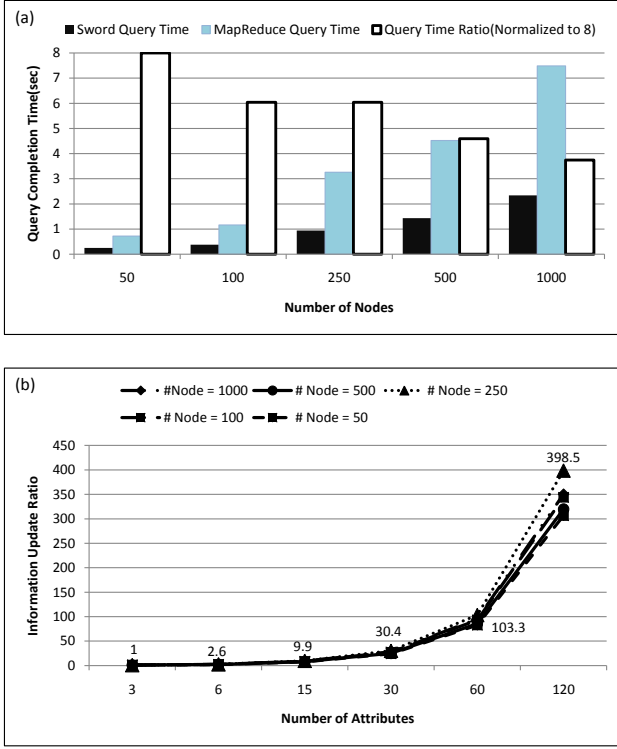 (a)
Sword Query Time MapReduce Query Time Query Time Ratio(Normalized to 8)
8
7
6
5
4
3
2
1
0
Query Completion Time(sec)
50 100 250 500 1000
Number of Nodes
(b)
#Node = 1000 # Node = 500 # Node = 250
# Node = 100 # Node = 50
450
400
350
300
250
200
150
100
50
0
Information Update Ratio
1 2.6 9.9 30.4 103.3 398.5
3 6 15 30 60 120
Number of Attributes